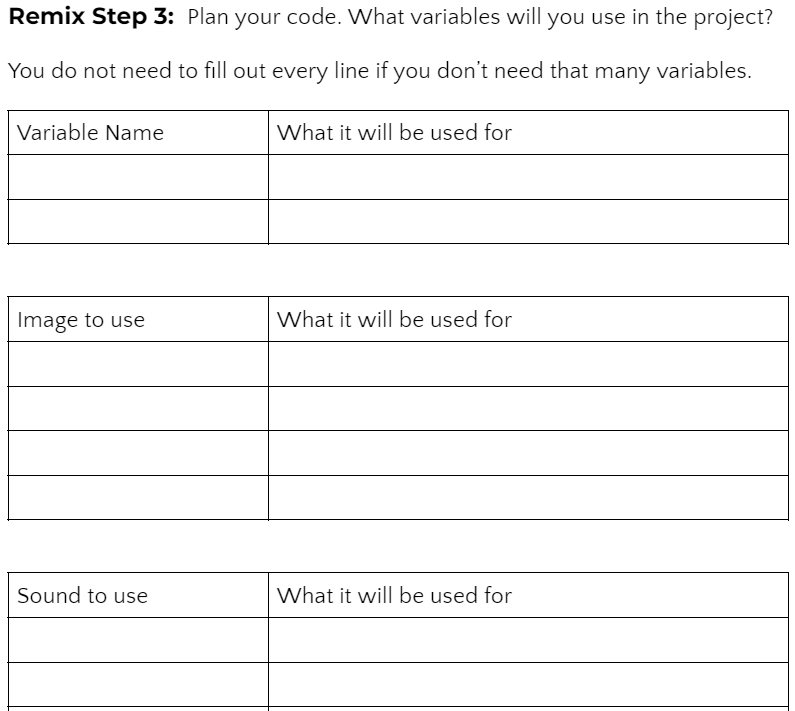 Remix Step 3: Plan your code. What variables will you use in the project?
You do not need to fill out every line if you don't need that many variables.
Variable Name What it will be used for
Image to use What it will be used for
Sound to use What it will be used for